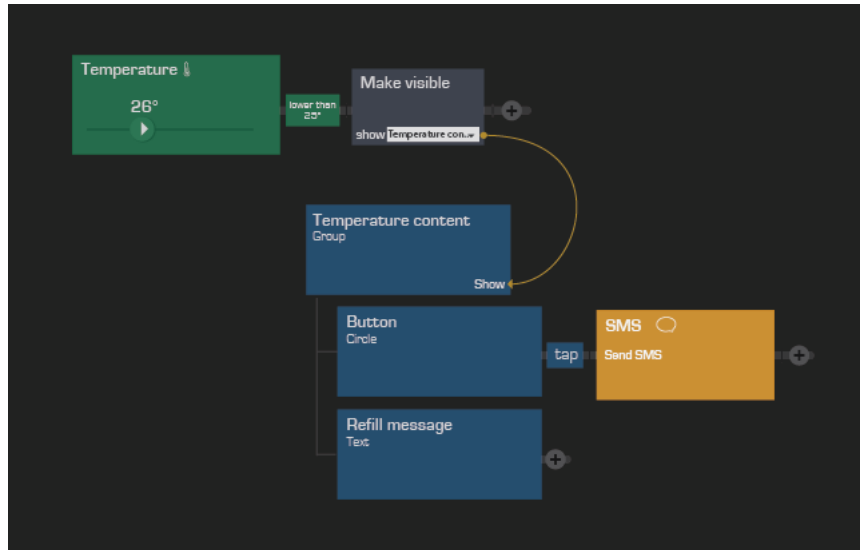 Temperature
26°
lower than
25°
Make visible
show Temperature con..
Temperature content
Group
Show
Button
Circle
tap
SMS
Send SMS
Refill message
Text